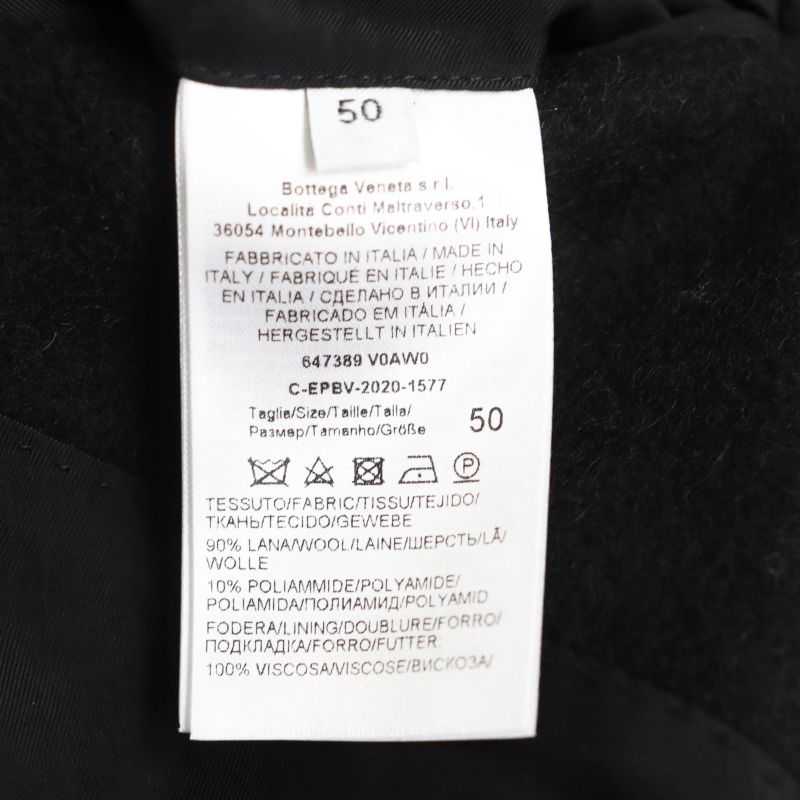 50
Bottega Veneta s.r.l.
Localita Conti Maltraverso,1
36054 Montebello Vicentino (VI) Italy
FABBRICATO IN ITALIA / MADE IN
ITALY / FABRIQUÉ EN ITALIE / HECHO
EN ITALIA / СДЕЛАНО В ИТАЛИИ /
FABRICADO EM ITÁLIA /
HERGESTELLT IN ITALIEN
647389 V0AW0
C-EPBV-2020-1577
Taglia/Size/Taille/Talla/
Размер/Tamanho/Größe 50
P
TESSUTO/FABRIC/TISSU/TEJIDO/
ТКАНЬ/TECIDO/GEWEBE
90% LANA/WOOL/LAINE/ШЕРСТЬ/LÃ/
WOLLE
10% POLIAMMIDE/POLYAMIDE/
POLIAMIDA/ПОЛИАМИД/POLYAMID
FODERA/LINING/DOUBLURE/FORRO/
ПОДКЛАДКА/FORRO/FUTTER:
100% VISCOSA/VISCOSE/ВИСКОЗА/